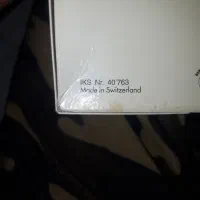 IKS Nr. 40'763
Made in Switzerland